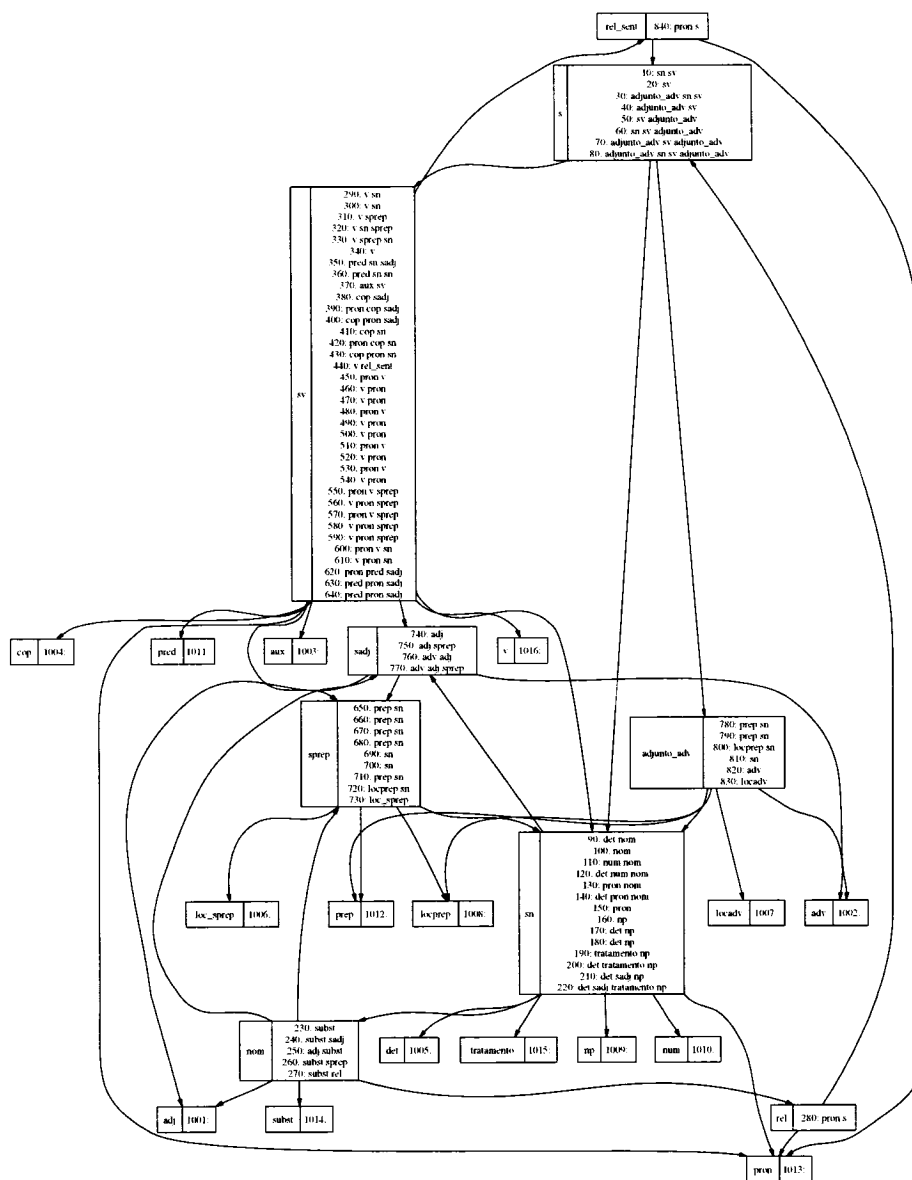 rel_sent 840: pron s
s
10: sn sv
20: sv
30: adjunto_adv sn sv
40: adjunto_adv sv
50: sv adjunto_adv
60: sn sv adjunto_adv
70: adjunto_adv sv adjunto_adv
80: adjunto_adv sn sv adjunto_adv
sv
290: v sn
300: v sn
310: v sprep
320: v sn sprep
330: v sprep sn
340: v
350: pred sn sadj
360: pred sn sn
370: aux sv
380: cop sadj
390: pron cop sadj
400: cop pron sadj
410: cop sn
420: pron cop sn
430: cop pron sn
440: v rel_sent
450: pron v
460: v pron
470: v pron
480: pron v
490: v pron
500: v pron
510: pron v
520: v pron
530: pron v
540: v pron
550: pron v sprep
560: v pron sprep
570: pron v sprep
580: v pron sprep
590: v pron sprep
600: pron v sn
610: v pron sn
620: pron pred sadj
630: pred pron sadj
640: pred pron sadj
cop 1004:
pred 1011
aux 1003:
sadj
740: adj
750: adj sprep
760: adv adj
770: adv adj sprep
v 1016:
sprep
650: prep sn
660: prep sn
670: prep sn
680: prep sn
690: sn
700: sn
710: prep sn
720: locprep sn
730: loc_sprep
adjunto_adv
780: prep sn
790: prep sn
800: locprep sn
810: sn
820: adv
830: locadv
loc_sprep 1006:
prep 1012:
locprep 1008:
sn
90: det nom
100: nom
110: num nom
120: det num nom
130: pron nom
140: det pron nom
150: pron
160: np
170: det np
180: det np
190: tratamento np
200: det tratamento np
210: det sadj np
220: det sadj tratamento np
locadv 1007
adv 1002:
nom
230: subst
240: subst sadj
250: adj subst
260: subst sprep
270: subst rel
det 1005:
tratamento 1015:
np 1009:
num 1010:
adj 1001:
subst 1014:
rel 280: pron s
pron 1013: